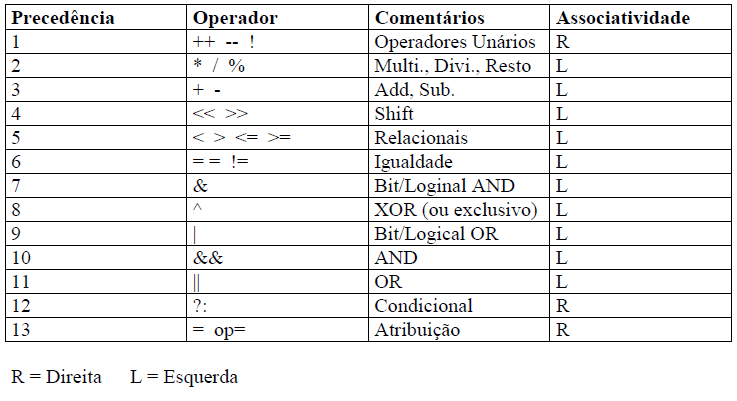 Precedência Operador Comentários Associatividade
1 ++ -- ! Operadores Unários R
2 * / % Multi., Divi., Resto L
3 + - Add, Sub. L
4 << >> Shift L
5 < > <= >= Relacionais L
6 = = != Igualdade L
7 & Bit/Loginal AND L
8 ^ XOR (ou exclusivo) L
9 | Bit/Logical OR L
10 && AND L
11 || OR L
12 ?: Condicional R
13 = op= Atribuição R
R = Direita L = Esquerda